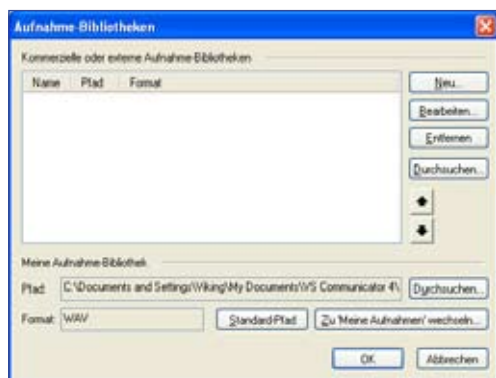 Aufnahme-Bibliotheken
Kommerzielle oder externe Aufnahme-Bibliotheken
Name Pfad Format
Neu...
Bearbeiten...
Entfernen
Durchsuchen...
Meine Aufnahme-Bibliothek
Pfad: C:\Documents and Settings\Viking\My Documents\VS Communicator 4\ Durchsuchen...
Format: WAV Standard-Pfad Zu 'Meine Aufnahmen' wechseln...
OK Abbrechen